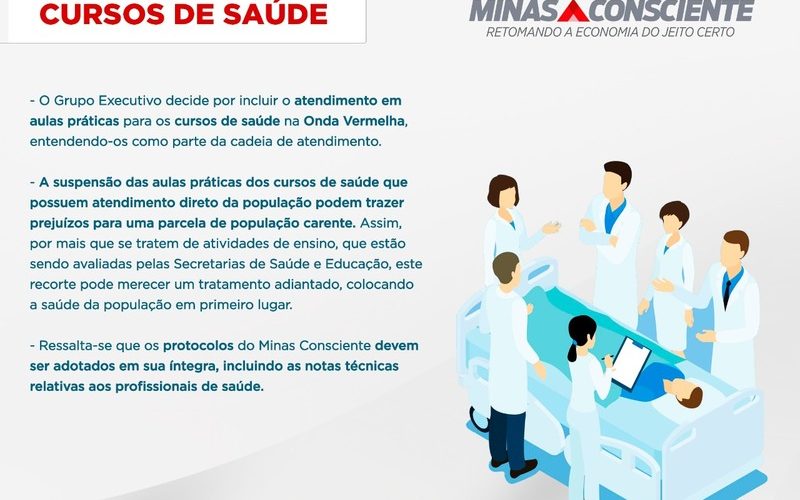 CURSOS DE SAÚDE
MINAS CONSCIENTE
RETOMANDO A ECONOMIA DO JEITO CERTO
- O Grupo Executivo decide por incluir o atendimento em
aulas práticas para os cursos de saúde na Onda Vermelha,
entendendo-os como parte da cadeia de atendimento.
- A suspensão das aulas práticas dos cursos de saúde que
possuem atendimento direto da população podem trazer
prejuízos para uma parcela de população carente. Assim,
por mais que se tratem de atividades de ensino, que estão
sendo avaliadas pelas Secretarias de Saúde e Educação, este
recorte pode merecer um tratamento adiantado, colocando
a saúde da população em primeiro lugar.
- Ressalta-se que os protocolos do Minas Consciente devem
ser adotados em sua íntegra, incluindo as notas técnicas
relativas aos profissionais de saúde.